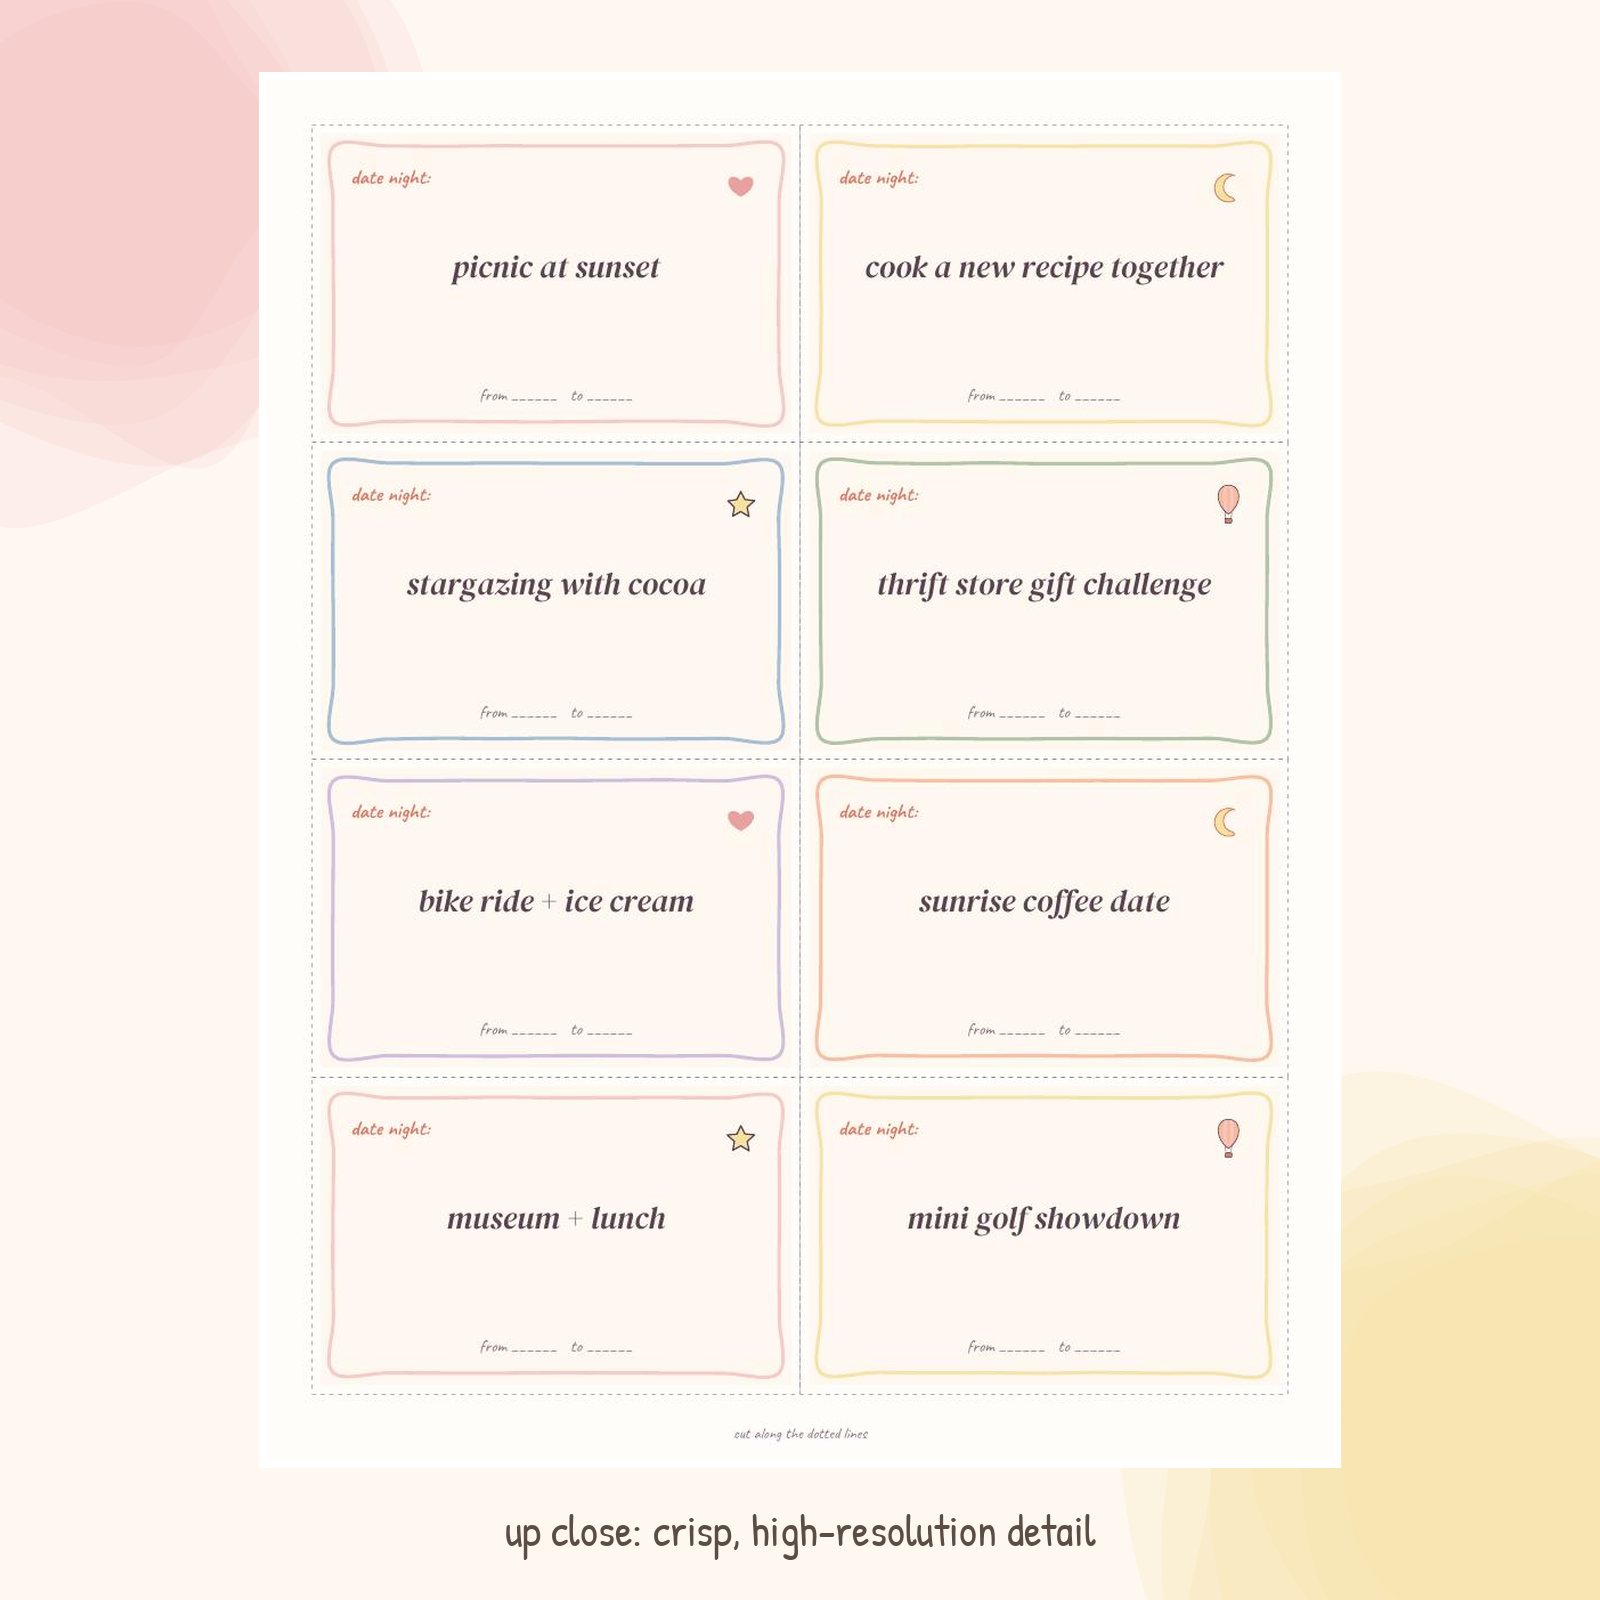 date night:
picnic at sunset
from ______ to ______
date night:
cook a new recipe together
from ______ to ______
date night:
stargazing with cocoa
from ______ to ______
date night:
thrift store gift challenge
from ______ to ______
date night:
bike ride + ice cream
from ______ to ______
date night:
sunrise coffee date
from ______ to ______
date night:
museum + lunch
from ______ to ______
date night:
mini golf showdown
from ______ to ______
cut along the dotted lines
up close: crisp, high-resolution detail